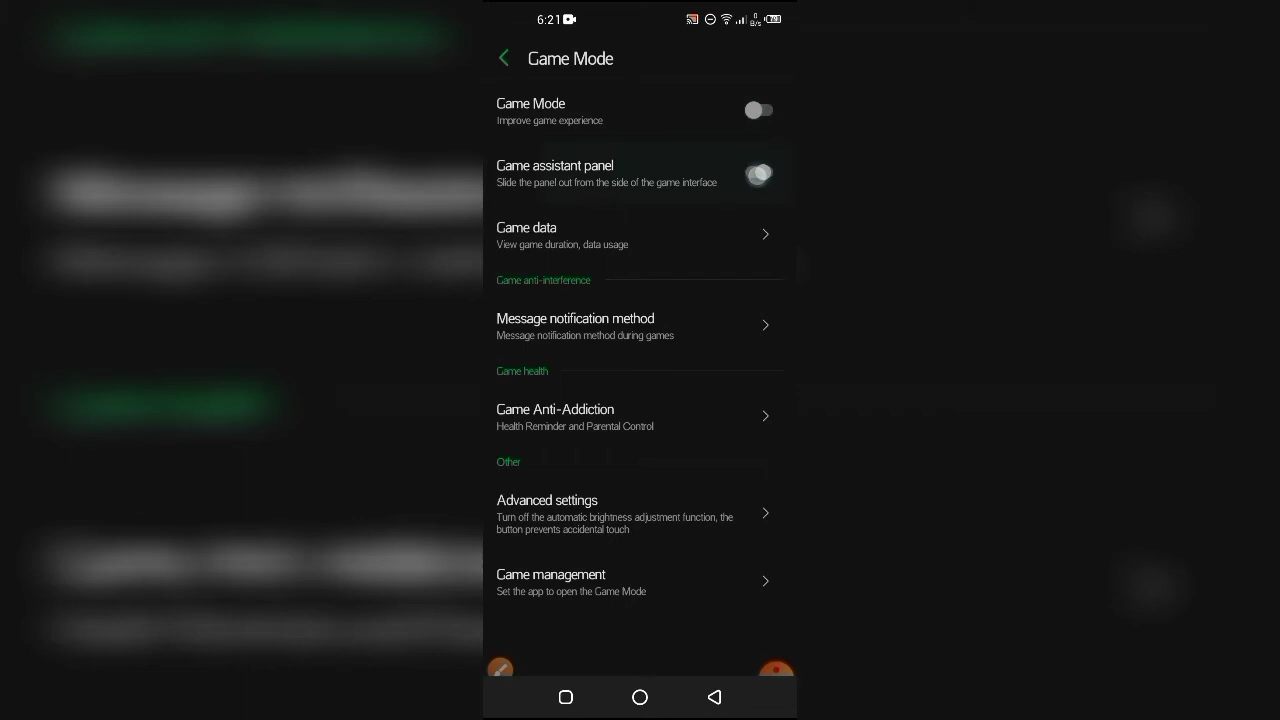 6:21
0
B/s
Game Mode
Game Mode
Improve game experience
Game assistant panel
Slide the panel out from the side of the game interface
Game data
View game duration, data usage
Game anti-interference
Message notification method
Message notification method during games
Game health
Game Anti-Addiction
Health Reminder and Parental Control
Other
Advanced settings
Turn off the automatic brightness adjustment function, the
button prevents accidental touch
Game management
Set the app to open the Game Mode